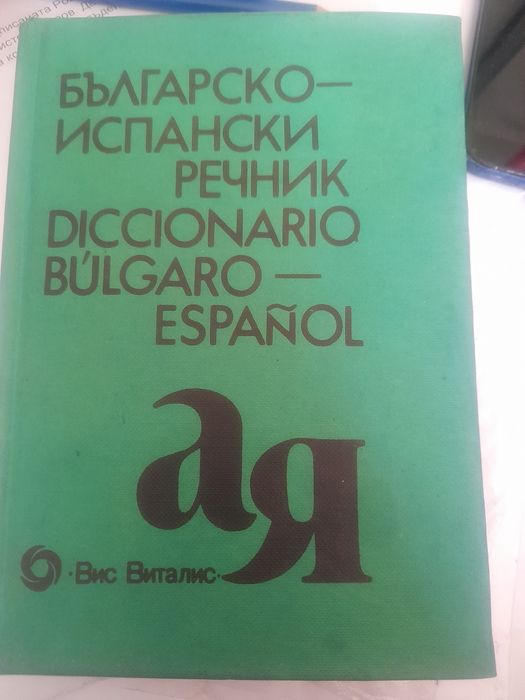 БЪЛГАРСКО—
ИСПАНСКИ
РЕЧНИК
DICCIONARIO
BÚLGARO—
ESPAÑOL
а я
·Вис Виталис·